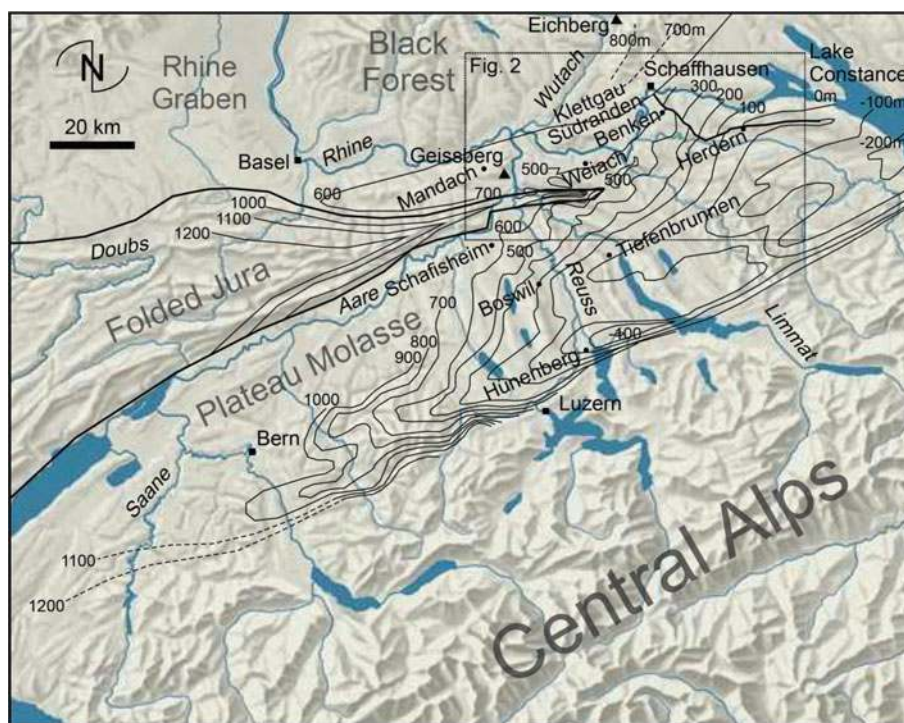 Eichberg
700m
800m
N
Rhine
Graben
Black
Forest
Wutach
Fig. 2
Schaffhausen
Lake
Constance
Klettgau
Südranden
Benken
300
200
100
0m
-100m
-200m
20 km
Basel
Rhine
Geissberg
Mandach
500
Weiach
500
Herdern
600
700
1000
1100
1200
Doubs
600
500
Tiefenbrunnen
Folded Jura
Aare
Schafisheim
Boswil
Reuss
700
800
900
Plateau Molasse
-400
Limmat
Hünenberg
1000
Luzern
Bern
Saane
1100
1200
Central Alps